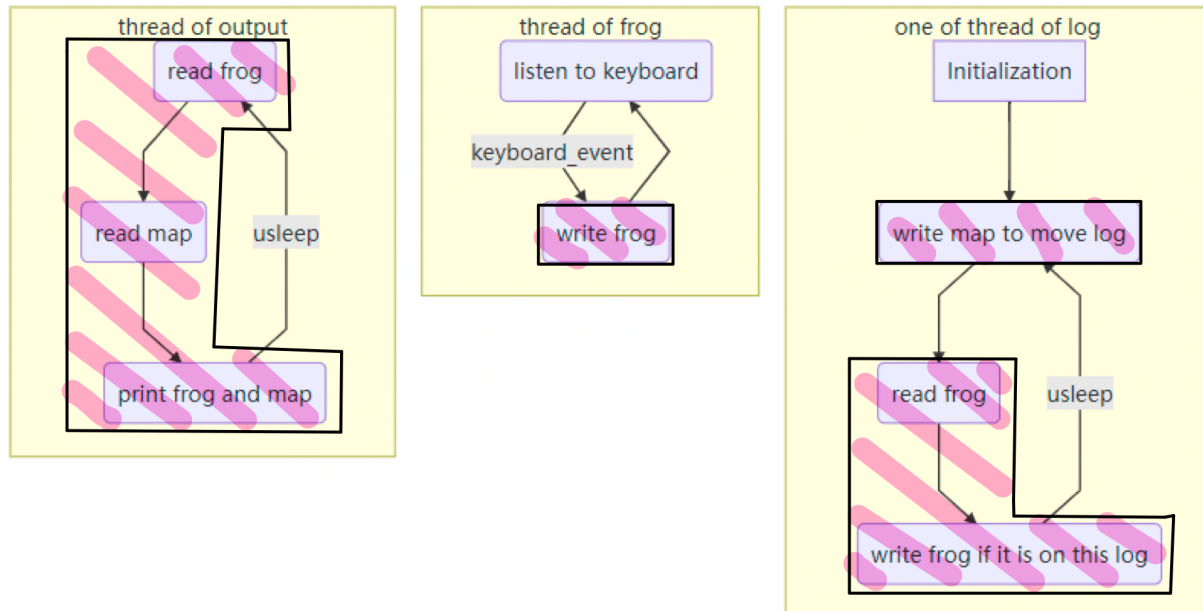 thread of output
read frog
read map
usleep
print frog and map
thread of frog
listen to keyboard
keyboard_event
write frog
one of thread of log
Initialization
write map to move log
read frog
usleep
write frog if it is on this log